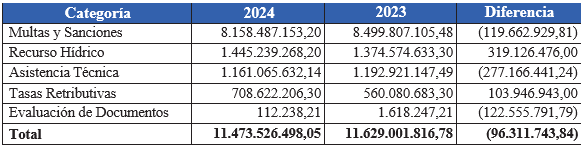 Categoría 2024 2023 Diferencia
Multas y Sanciones 8.158.487.153,20 8.499.807.105,48 (119.662.929,81)
Recurso Hídrico 1.445.239.268,20 1.374.574.633,30 319.126.476,00
Asistencia Técnica 1.161.065.632,14 1.192.921.147,49 (277.166.441,24)
Tasas Retributivas 708.622.206,30 560.080.683,30 103.946.943,00
Evaluación de Documentos 112.238,21 1.618.247,21 (122.555.791,79)
Total 11.473.526.498,05 11.629.001.816,78 (96.311.743,84)